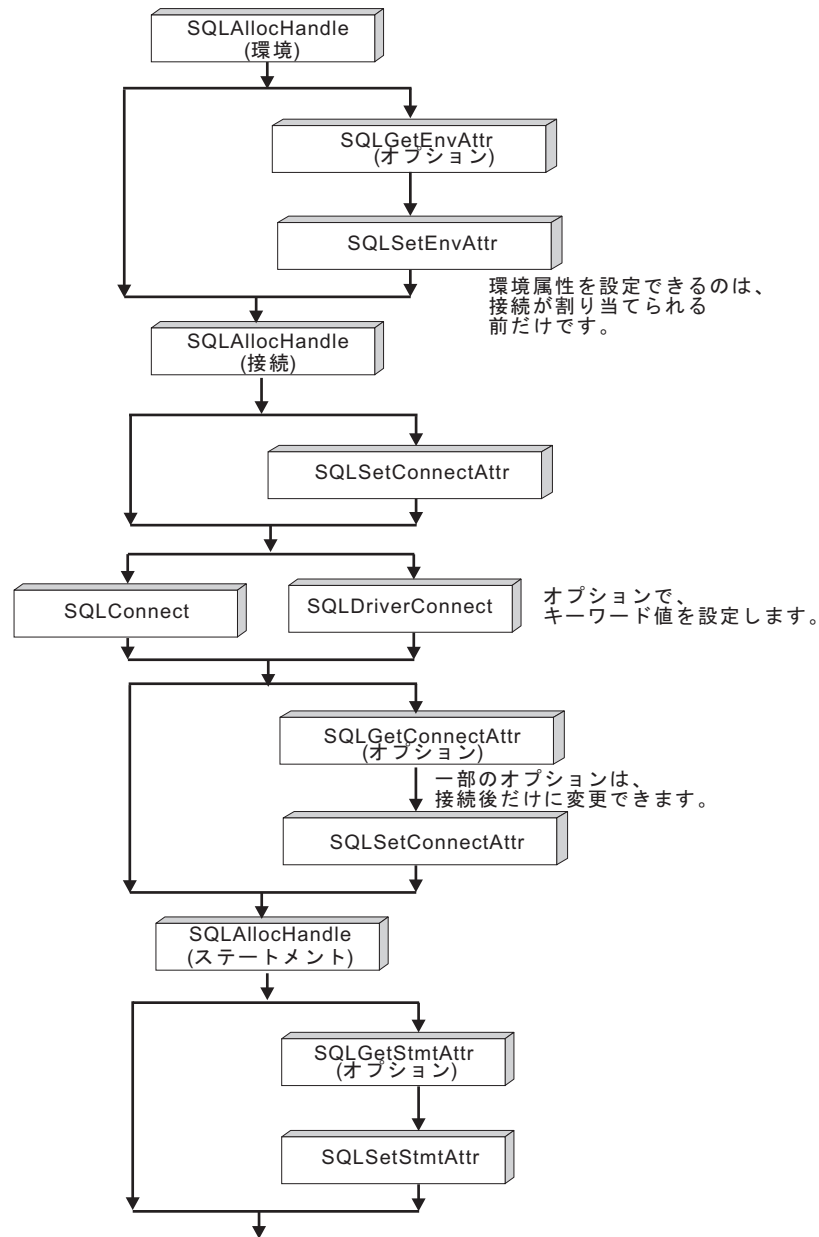 SQLAllocHandle
(環境)
SQLGetEnvAttr
(オプション)
SQLSetEnvAttr
環境属性を設定できるのは、
接続が割り当てられる
前だけです。
SQLAllocHandle
(接続)
SQLSetConnectAttr
SQLConnect
SQLDriverConnect
オプションで、
キーワード値を設定します。
SQLGetConnectAttr
(オプション)
一部のオプションは、
接続後だけに変更できます。
SQLSetConnectAttr
SQLAllocHandle
(ステートメント)
SQLGetStmtAttr
(オプション)
SQLSetStmtAttr